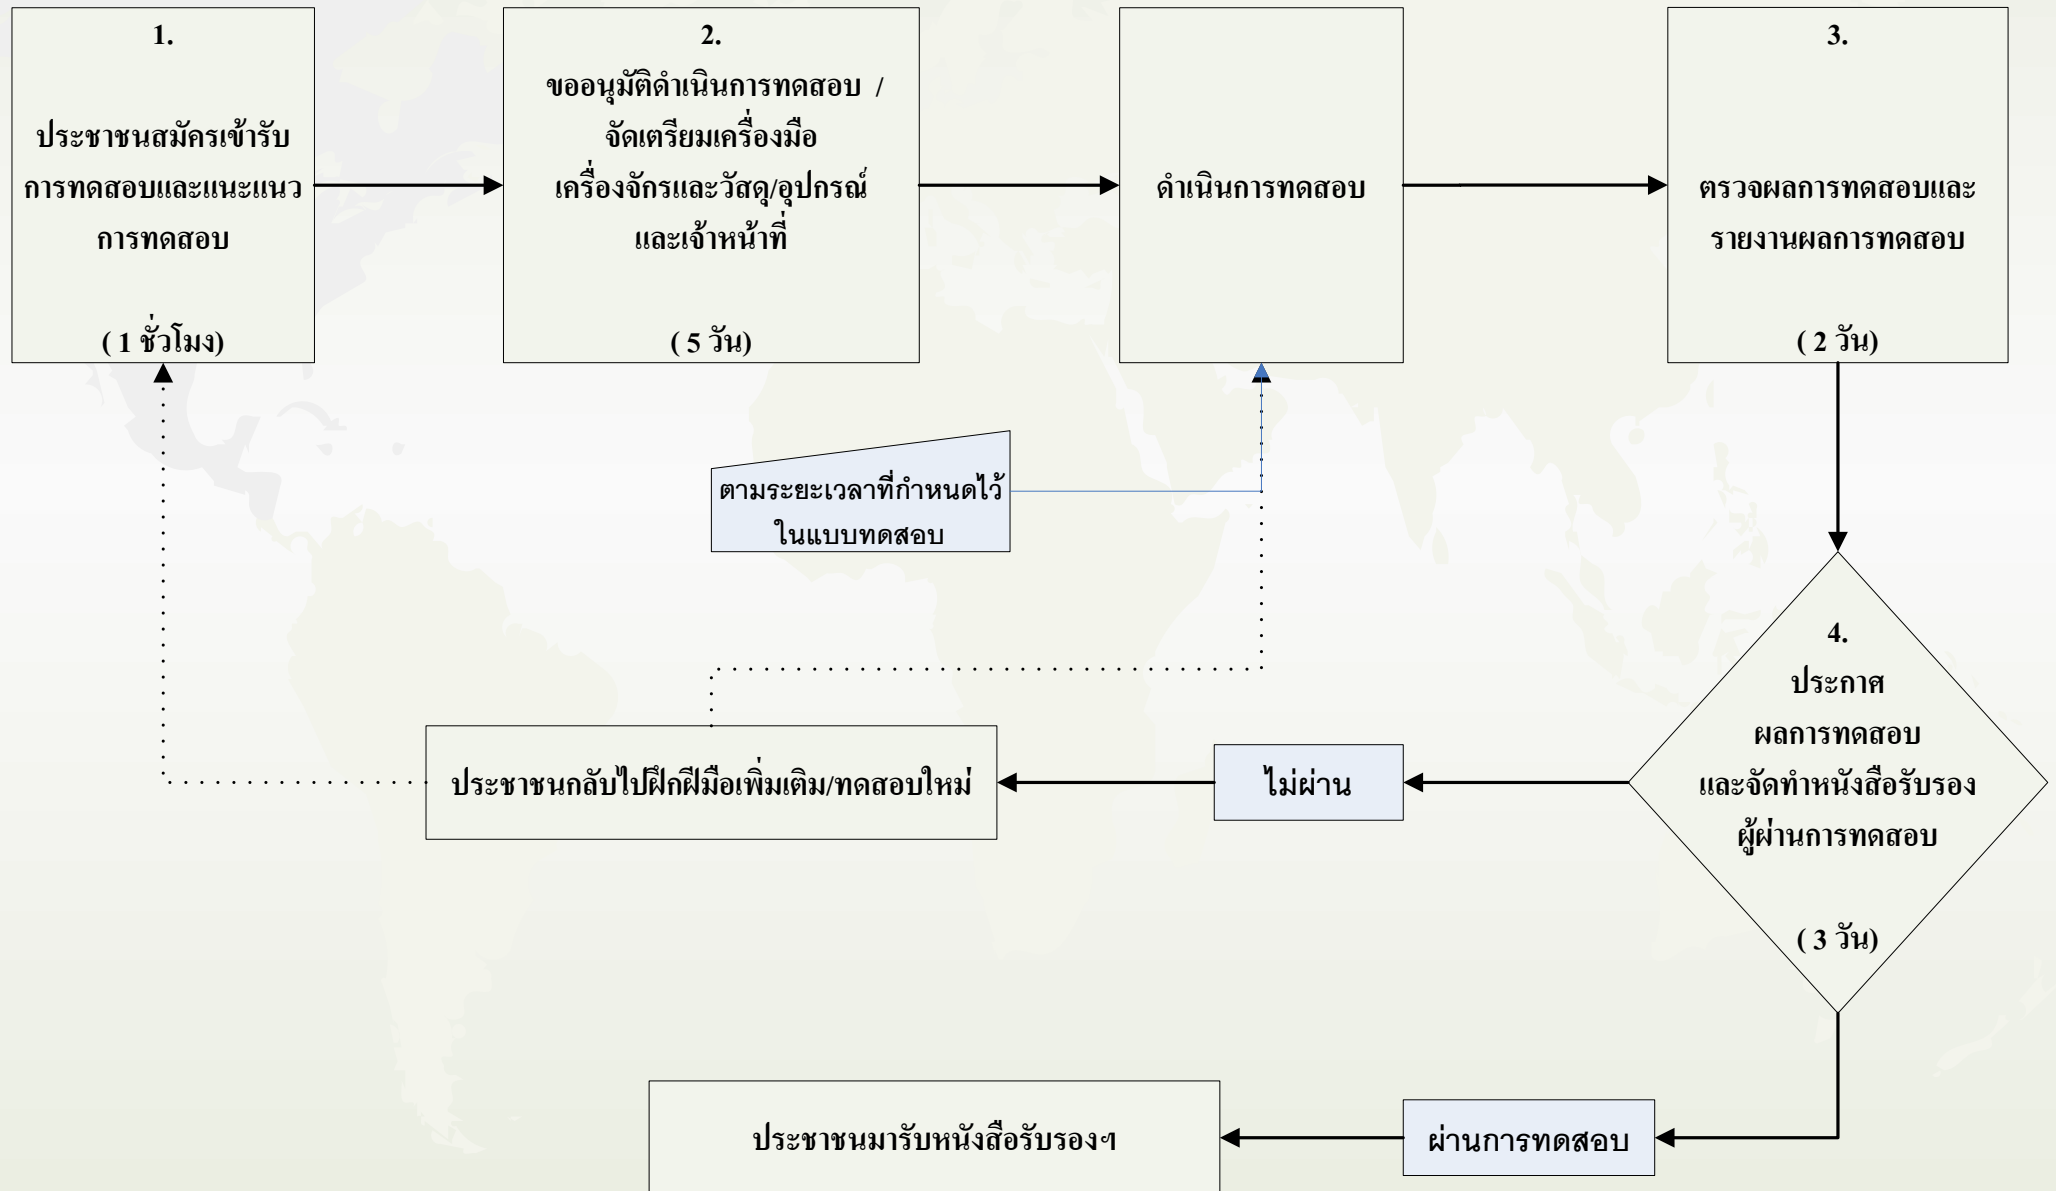 1.
ประชาชนสมัครเข้ารับ
การทดสอบและแนะแนว
การทดสอบ
( 1 ชั่วโมง)
2.
ขออนุมัติดำเนินการทดสอบ /
จัดเตรียมเครื่องมือ
เครื่องจักรและวัสดุ/อุปกรณ์
และเจ้าหน้าที่
( 5 วัน)
ดำเนินการทดสอบ
3.
ตรวจผลการทดสอบและ
รายงานผลการทดสอบ
( 2 วัน)
ตามระยะเวลาที่กำหนดไว้
ในแบบทดสอบ
4.
ประกาศ
ผลการทดสอบ
และจัดทำหนังสือรับรอง
ผู้ผ่านการทดสอบ
( 3 วัน)
ไม่ผ่าน
ประชาชนกลับไปฝึกฝีมือเพิ่มเติม/ทดสอบใหม่
ผ่านการทดสอบ
ประชาชนมารับหนังสือรับรองฯ